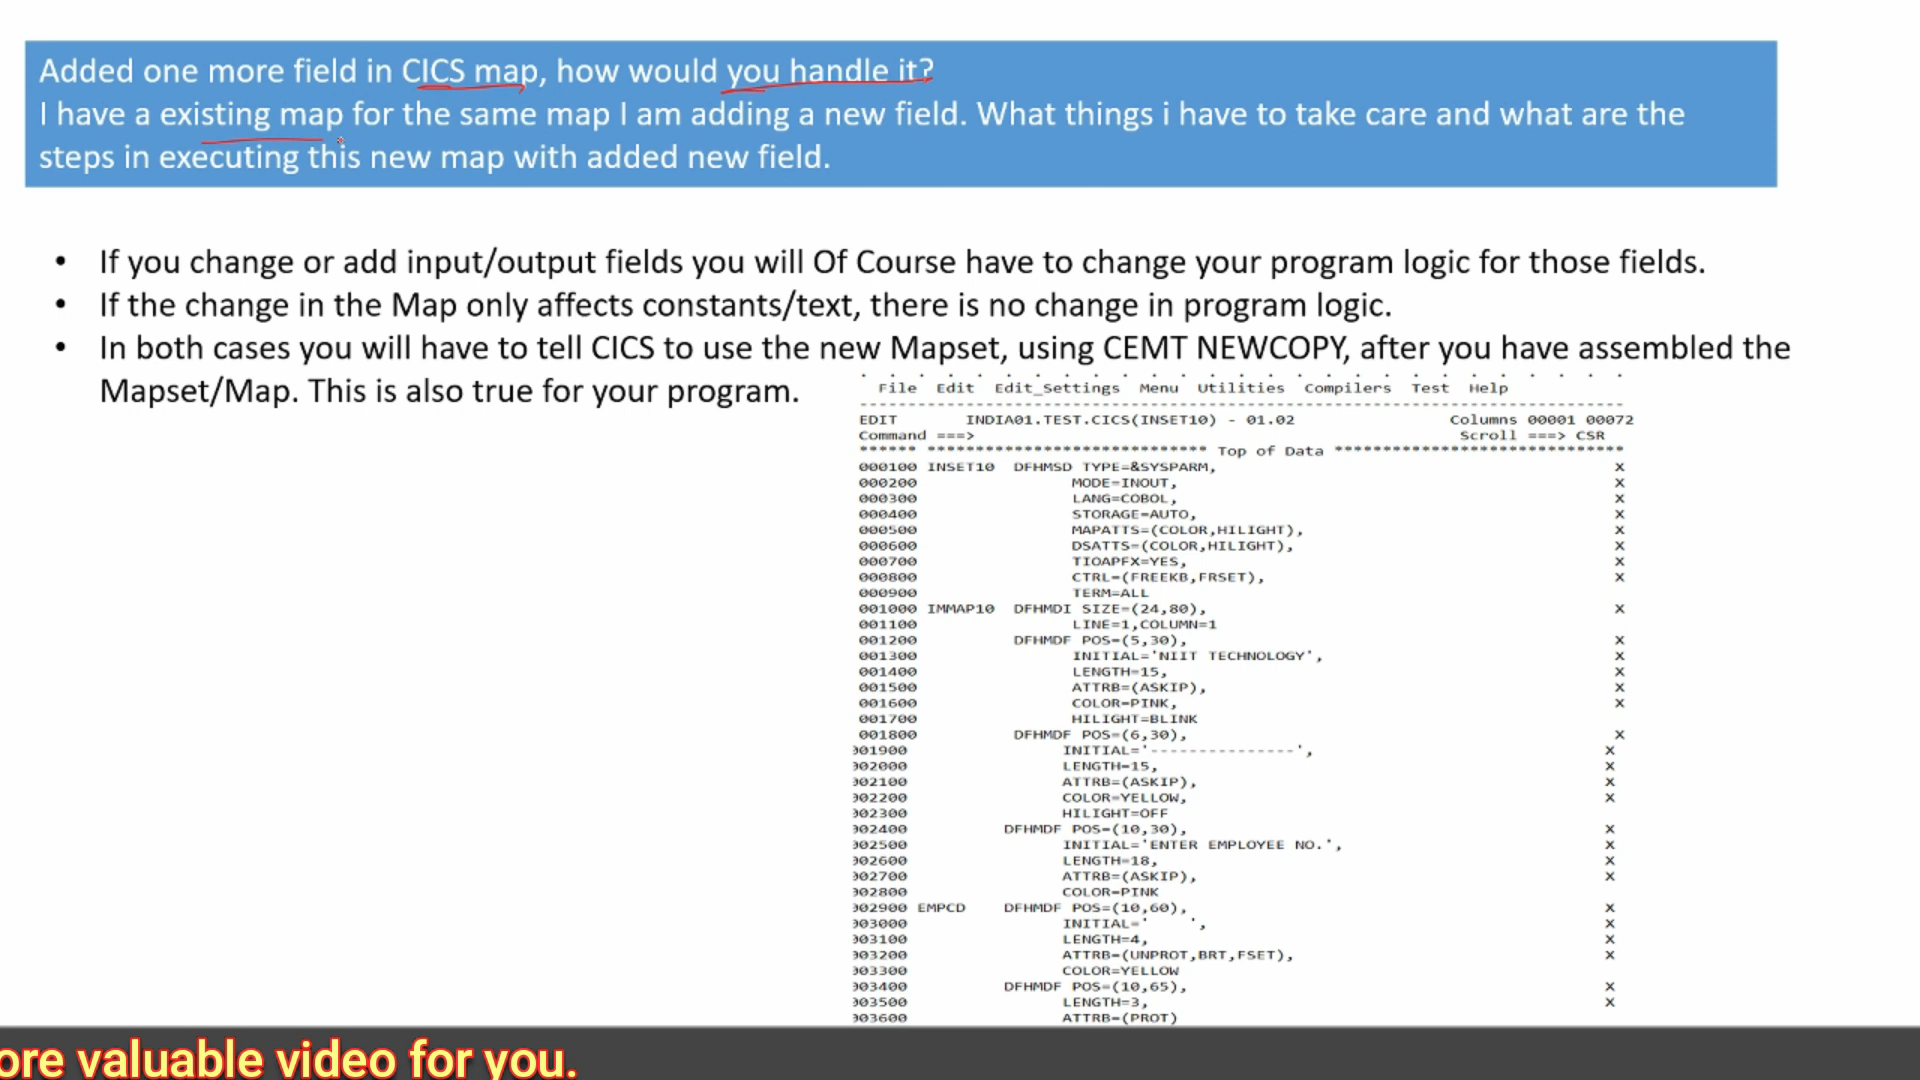 Added one more field in CICS map, how would you handle it?
I have a existing map for the same map I am adding a new field. What things i have to take care and what are the
steps in executing this new map with added new field.
• If you change or add input/output fields you will Of Course have to change your program logic for those fields.
• If the change in the Map only affects constants/text, there is no change in program logic.
• In both cases you will have to tell CICS to use the new Mapset, using CEMT NEWCOPY, after you have assembled the
Mapset/Map. This is also true for your program.
File Edit Edit_Settings Menu Utilities Compilers Test Help
EDIT INDIA01.TEST.CICS(INSET10) - 01.02 Columns 00001 00072
Command ===> Scroll ===> CSR
****** **************************** Top of Data *****************************
000100 INSET10 DFHMSD TYPE=&SYSPARM, X
000200 MODE=INOUT, X
000300 LANG=COBOL, X
000400 STORAGE=AUTO, X
000500 MAPATTS=(COLOR,HILIGHT), X
000600 DSATTS=(COLOR,HILIGHT), X
000700 TIOAPFX=YES, X
000800 CTRL=(FREEKB,FRSET), X
000900 TERM=ALL
001000 IMMAP10 DFHMDI SIZE=(24,80), X
001100 LINE=1,COLUMN=1
001200 DFHMDF POS=(5,30), X
001300 INITIAL='NIIT TECHNOLOGY', X
001400 LENGTH=15, X
001500 ATTRB=(ASKIP), X
001600 COLOR=PINK, X
001700 HILIGHT=BLINK
001800 DFHMDF POS=(6,30), X
001900 INITIAL='---------------', X
002000 LENGTH=15, X
002100 ATTRB=(ASKIP), X
002200 COLOR=YELLOW, X
002300 HILIGHT=OFF
002400 DFHMDF POS=(10,30), X
002500 INITIAL='ENTER EMPLOYEE NO.', X
002600 LENGTH=18, X
002700 ATTRB=(ASKIP), X
002800 COLOR=PINK
002900 EMPCD DFHMDF POS=(10,60), X
003000 INITIAL='    ', X
003100 LENGTH=4, X
003200 ATTRB=(UNPROT,BRT,FSET), X
003300 COLOR=YELLOW
003400 DFHMDF POS=(10,65), X
003500 LENGTH=3, X
003600 ATTRB=(PROT)
ore valuable video for you.